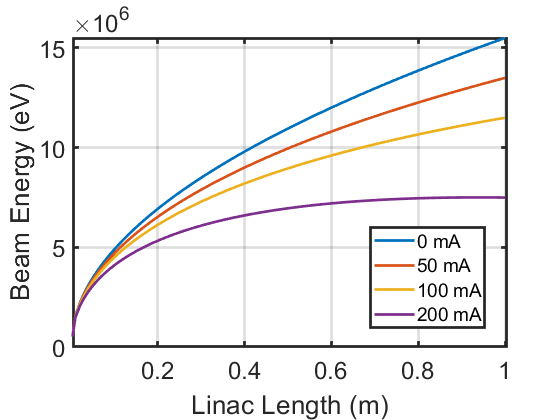 ×10⁶
15
10
5
0
Beam Energy (eV)
0 mA
50 mA
100 mA
200 mA
0.2 0.4 0.6 0.8 1
Linac Length (m)